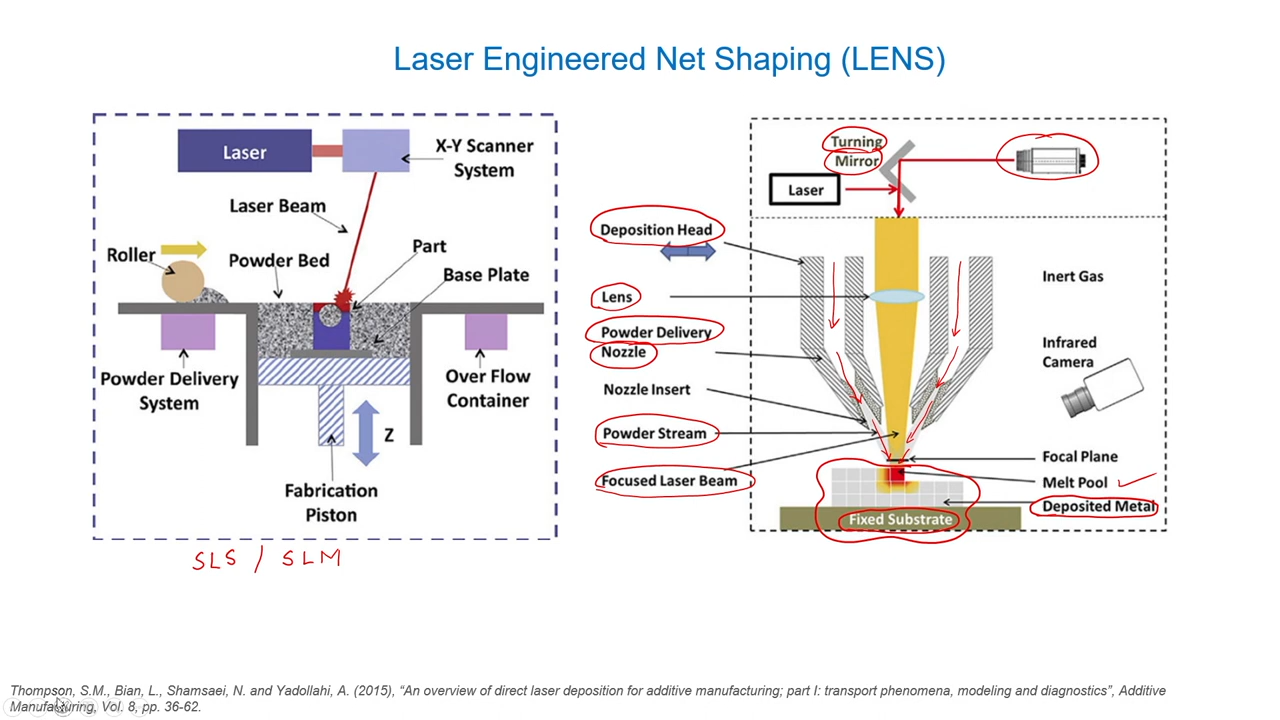 Laser Engineered Net Shaping (LENS)
Laser
X-Y Scanner
System
Laser Beam
Roller
Powder Bed
Part
Base Plate
Powder Delivery
System
Over Flow
Container
Z
Fabrication
Piston
SLS / SLM
Turning
Mirror
Laser
Deposition Head
Lens
Powder Delivery
Nozzle
Nozzle Insert
Powder Stream
Focused Laser Beam
Inert Gas
Infrared
Camera
Focal Plane
Melt Pool
Deposited Metal
Fixed Substrate
Thompson, S.M., Bian, L., Shamsaei, N. and Yadollahi, A. (2015), “An overview of direct laser deposition for additive manufacturing; part I: transport phenomena, modeling and diagnostics”, Additive
Manufacturing, Vol. 8, pp. 36-62.